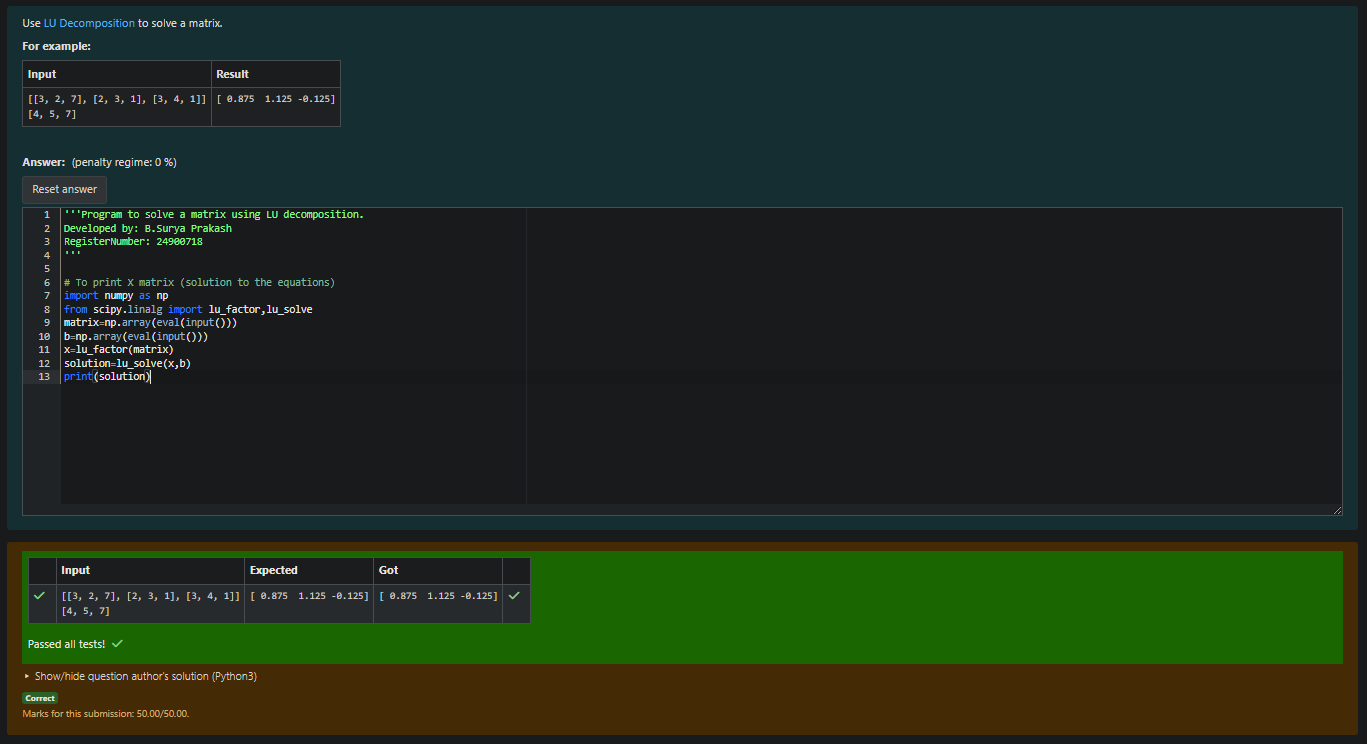 Use LU Decomposition to solve a matrix.
For example:
Input Result
[[3, 2, 7], [2, 3, 1], [3, 4, 1]] [ 0.875  1.125 -0.125]
[4, 5, 7]
Answer: (penalty regime: 0 %)
Reset answer
1 '''Program to solve a matrix using LU decomposition.
2 Developed by: B.Surya Prakash
3 RegisterNumber: 24900718
4 '''
5
6 # To print X matrix (solution to the equations)
7 import numpy as np
8 from scipy.linalg import lu_factor,lu_solve
9 matrix=np.array(eval(input()))
10 b=np.array(eval(input()))
11 x=lu_factor(matrix)
12 solution=lu_solve(x,b)
13 print(solution)
Input Expected Got
[[3, 2, 7], [2, 3, 1], [3, 4, 1]] [ 0.875  1.125 -0.125] [ 0.875  1.125 -0.125]
[4, 5, 7]
Passed all tests!
Show/hide question author's solution (Python3)
Correct
Marks for this submission: 50.00/50.00.